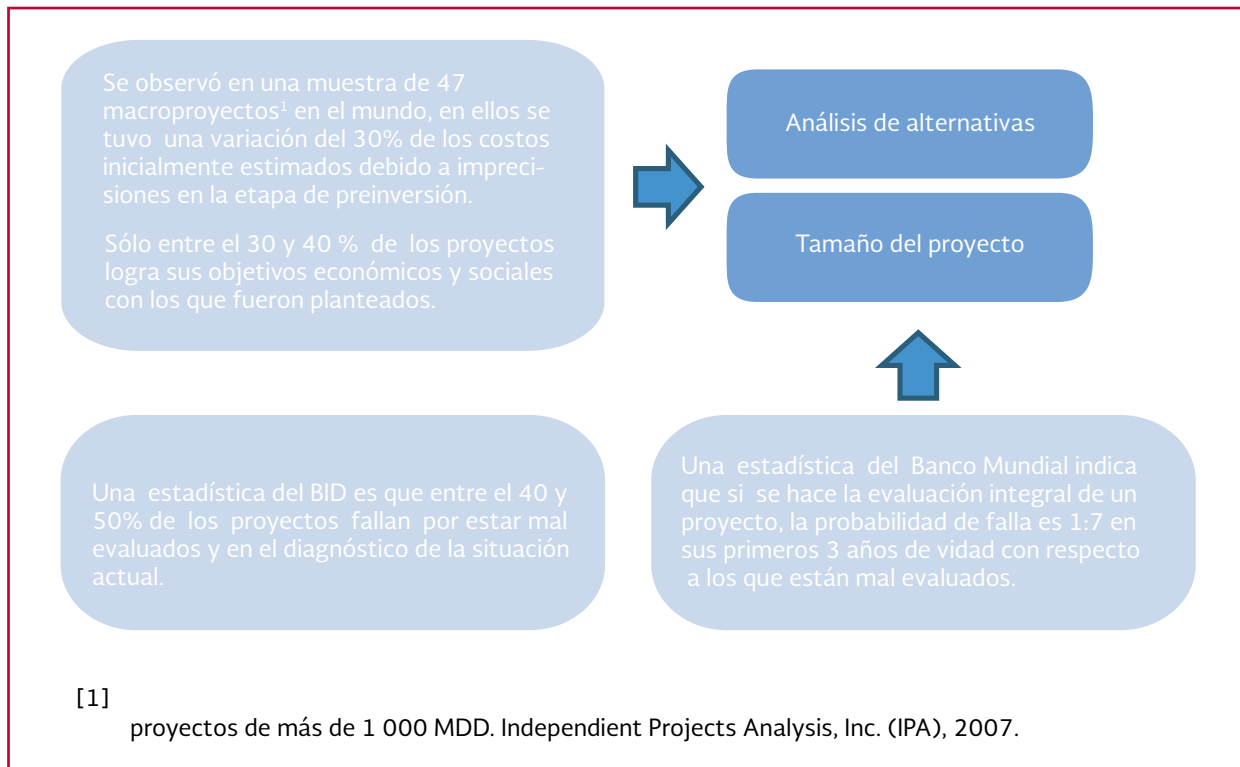 Se observó en una muestra de 47
macroproyectos¹ en el mundo, en ellos se
tuvo una variación del 30% de los costos
inicialmente estimados debido a impreci-
siones en la etapa de preinversión.
Sólo entre el 30 y 40 % de los proyectos
logra sus objetivos económicos y sociales
con los que fueron planteados.
Análisis de alternativas
Tamaño del proyecto
Una estadística del BID es que entre el 40 y
50% de los proyectos fallan por estar mal
evaluados y en el diagnóstico de la situación
actual.
Una estadística del Banco Mundial indica
que si se hace la evaluación integral de un
proyecto, la probabilidad de falla es 1:7 en
sus primeros 3 años de vidad con respecto
a los que están mal evaluados.
[1]
proyectos de más de 1 000 MDD. Independient Projects Analysis, Inc. (IPA), 2007.